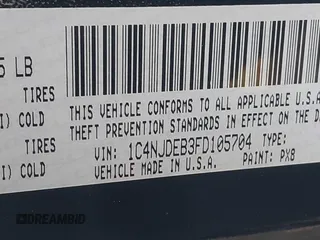 5 LB
TIRES
I) COLD
TIRES
I) COLD
THIS VEHICLE CONFORMS TO ALL APPLICABLE U.S.A
THEFT PREVENTION STANDARDS IN EFFECT ON THE D
VIN: 1C4NJDEB3FD105704 TYPE:
VEHICLE MADE IN U.S.A. PAINT: PX8
DREAMBID